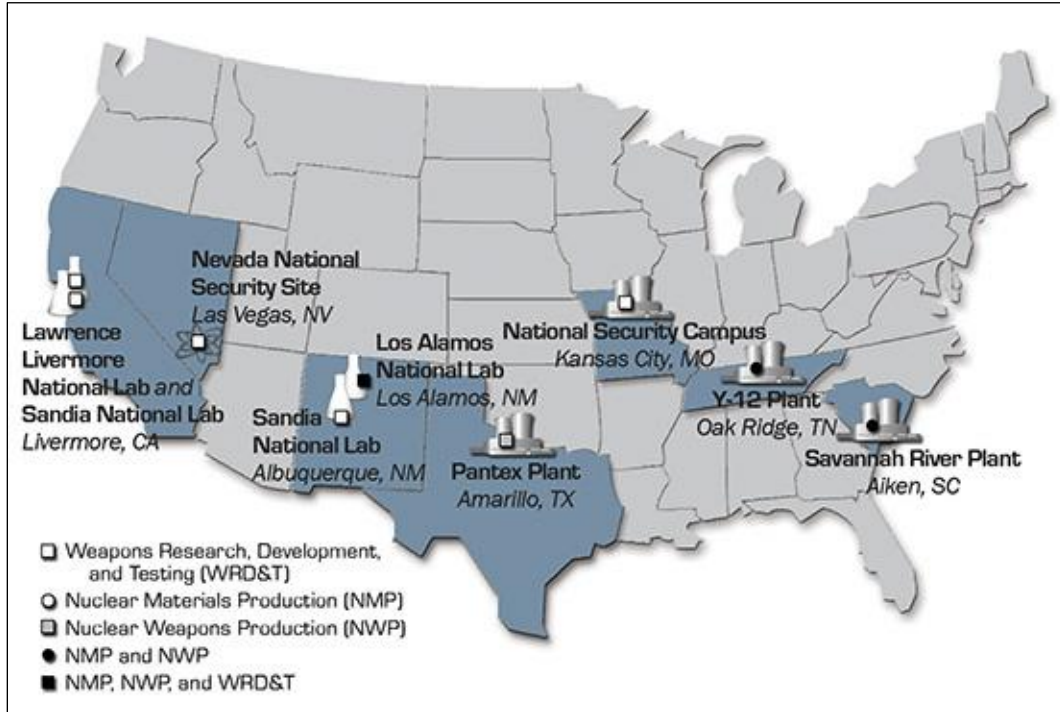 Nevada National
Security Site
Las Vegas, NV
Lawrence
Livermore
National Lab and
Sandia National Lab
Livermore, CA
Los Alamos
National Lab
Los Alamos, NM
Sandia
National Lab
Albuquerque, NM
National Security Campus
Kansas City, MO
Pantex Plant
Amarillo, TX
Y-12 Plant
Oak Ridge, TN
Savannah River Plant
Aiken, SC
Weapons Research, Development,
and Testing (WRD&T)
Nuclear Materials Production (NMP)
Nuclear Weapons Production (NWP)
NMP and NWP
NMP, NWP, and WRD&T